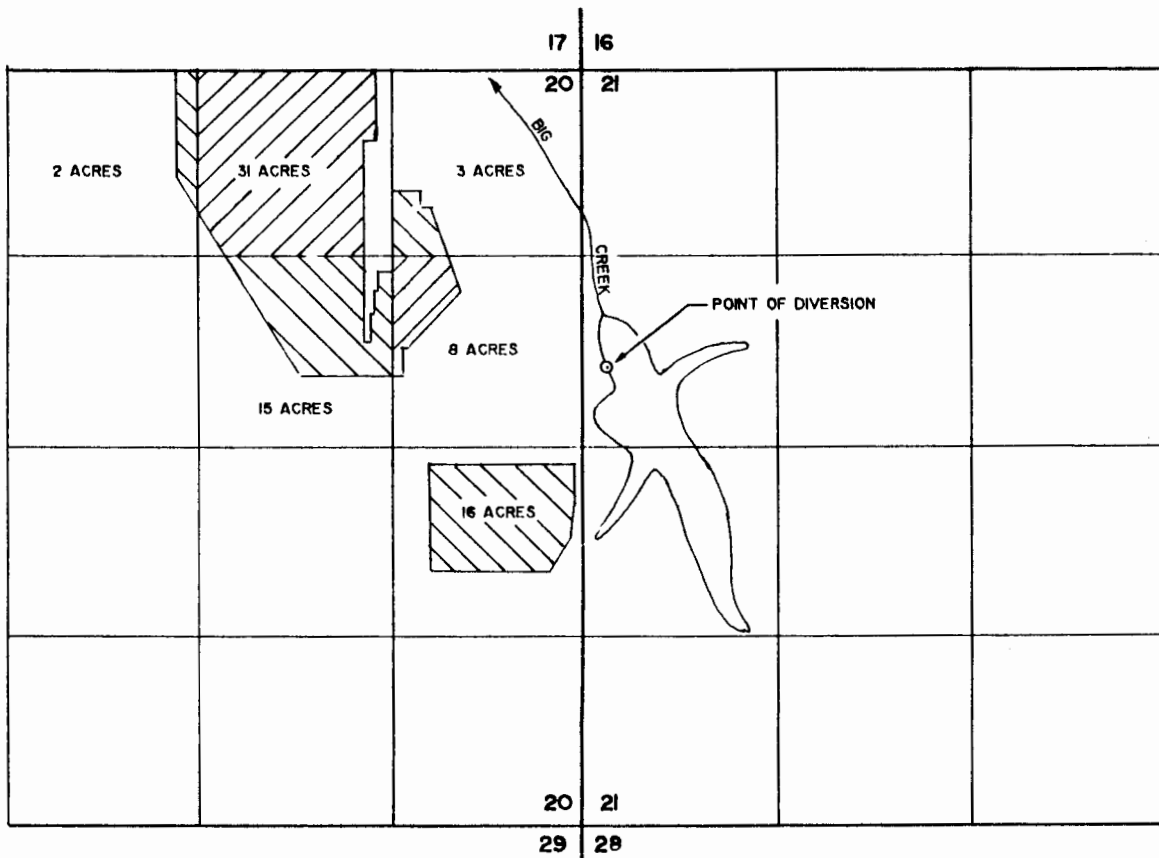 17 16
20 21
BIG
2 ACRES
31 ACRES
3 ACRES
CREEK
POINT OF DIVERSION
8 ACRES
15 ACRES
16 ACRES
20 21
29 28